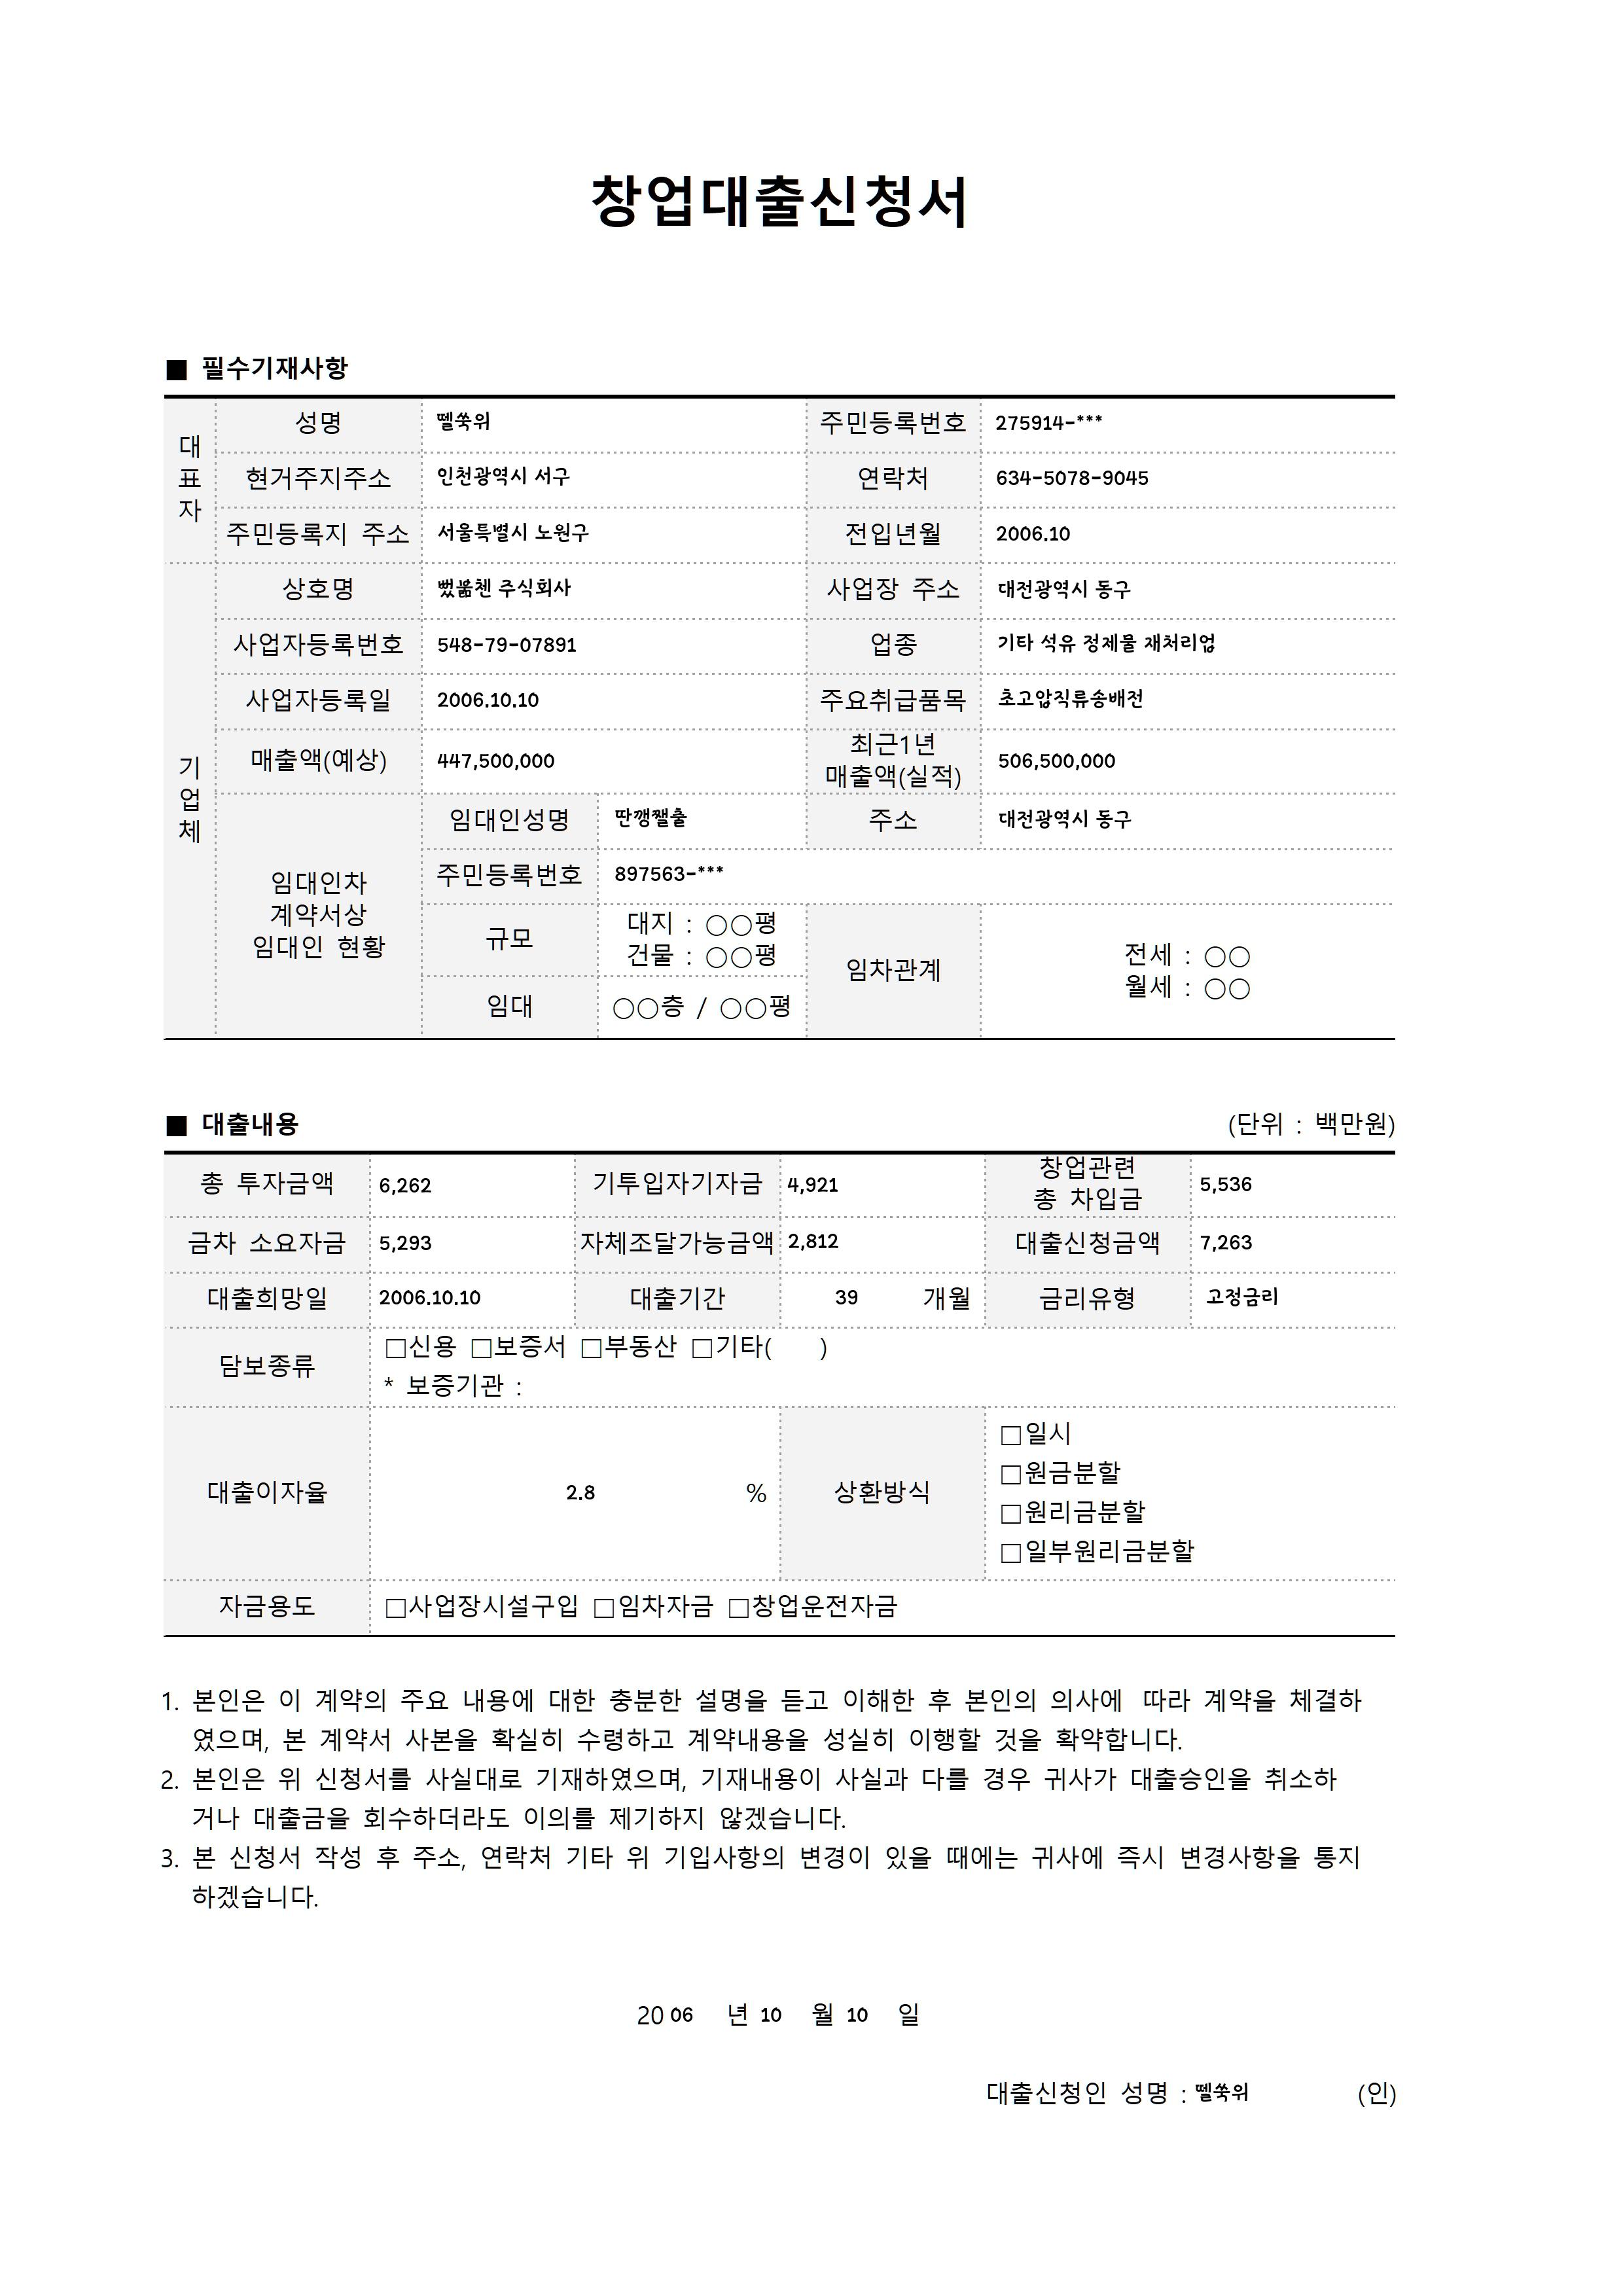 창업대출신청서
■ 필수기재사항
대표자
성명 뗄쑥위 주민등록번호 275914-***
현거주지주소 인천광역시 서구 연락처 634-5078-9045
주민등록지 주소 서울특별시 노원구 전입년월 2006.10
기업체
상호명 주식회사 사업장 주소 대전광역시 동구
사업자등록번호 548-79-07891 업종 기타 석유 정제물 재처리업
사업자등록일 2006.10.10 주요취급품목 초고압직류송배전
매출액(예상) 447,500,000 최근1년
매출액(실적) 506,500,000
임대인차
계약서상
임대인 현황
임대인성명 주소 대전광역시 동구
주민등록번호 897563-***
규모 대지 : ○○평
건물 : ○○평
임대 ○○층 / ○○평
임차관계 전세 : ○○
월세 : ○○
■ 대출내용 (단위 : 백만원)
총 투자금액 6,262 기투입자기자금 4,921 창업관련
총 차입금 5,536
금차 소요자금 5,293 자체조달가능금액 2,812 대출신청금액 7,263
대출희망일 2006.10.10 대출기간 39 개월 금리유형 고정금리
담보종류 □신용 □보증서 □부동산 □기타( )
* 보증기관 :
대출이자율 2.8 % 상환방식
□일시
□원금분할
□원리금분할
□일부원리금분할
자금용도 □사업장시설구입 □임차자금 □창업운전자금
1. 본인은 이 계약의 주요 내용에 대한 충분한 설명을 듣고 이해한 후 본인의 의사에 따라 계약을 체결하
였으며, 본 계약서 사본을 확실히 수령하고 계약내용을 성실히 이행할 것을 확약합니다.
2. 본인은 위 신청서를 사실대로 기재하였으며, 기재내용이 사실과 다를 경우 귀사가 대출승인을 취소하
거나 대출금을 회수하더라도 이의를 제기하지 않겠습니다.
3. 본 신청서 작성 후 주소, 연락처 기타 위 기입사항의 변경이 있을 때에는 귀사에 즉시 변경사항을 통지
하겠습니다.
20 06 년 10 월 10 일
대출신청인 성명 : 뗄쑥위 (인)